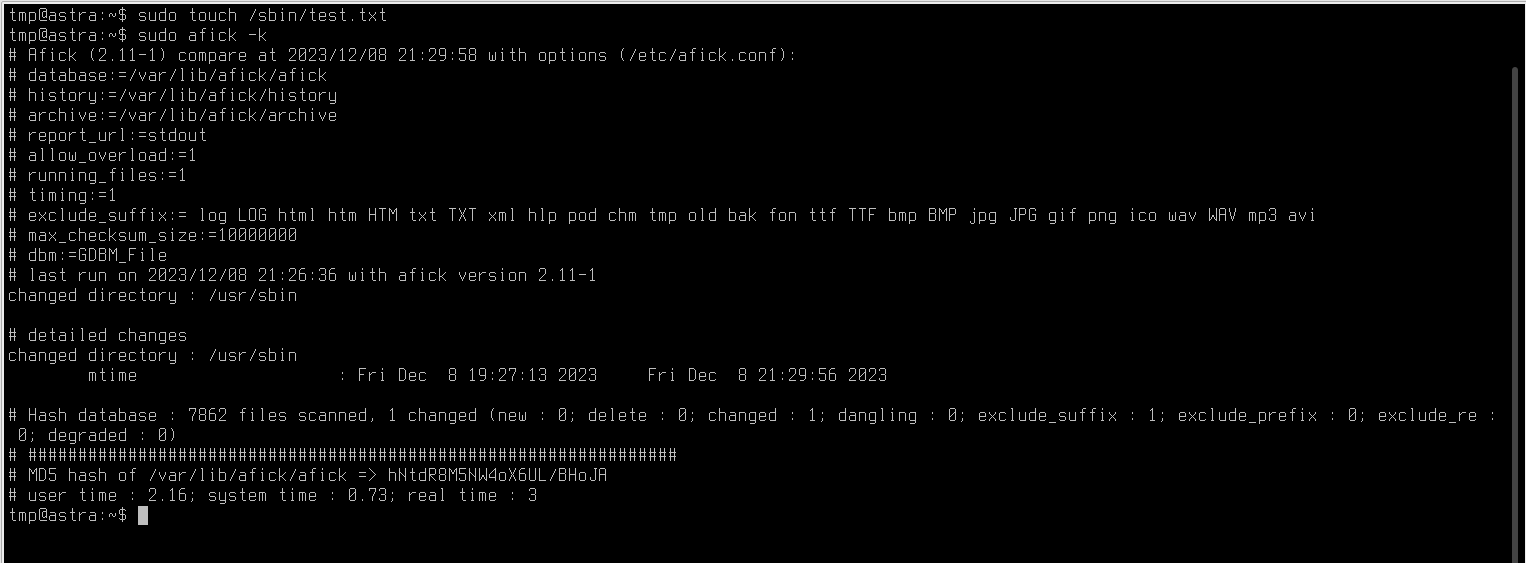 tmp@astra:~$ sudo touch /sbin/test.txt
tmp@astra:~$ sudo afick -k
# Afick (2.11-1) compare at 2023/12/08 21:29:58 with options (/etc/afick.conf):
# database:=/var/lib/afick/afick
# history:=/var/lib/afick/history
# archive:=/var/lib/afick/archive
# report_url:=stdout
# allow_overload:=1
# running_files:=1
# timing:=1
# exclude_suffix:= log LOG html htm HTM txt TXT xml hlp pod chm tmp old bak fon ttf TTF bmp BMP jpg JPG gif png ico wav WAV mp3 avi
# max_checksum_size:=10000000
# dbm:=GDBM_File
# last run on 2023/12/08 21:26:36 with afick version 2.11-1
changed directory : /usr/sbin

# detailed changes
changed directory : /usr/sbin
        mtime                    : Fri Dec  8 19:27:13 2023     Fri Dec  8 21:29:56 2023

# Hash database : 7862 files scanned, 1 changed (new : 0; delete : 0; changed : 1; dangling : 0; exclude_suffix : 1; exclude_prefix : 0; exclude_re :
 0; degraded : 0)
# #################################################################
# MD5 hash of /var/lib/afick/afick => hNtdR8M5NW4oX6UL/BHoJA
# user time : 2.16; system time : 0.73; real time : 3
tmp@astra:~$